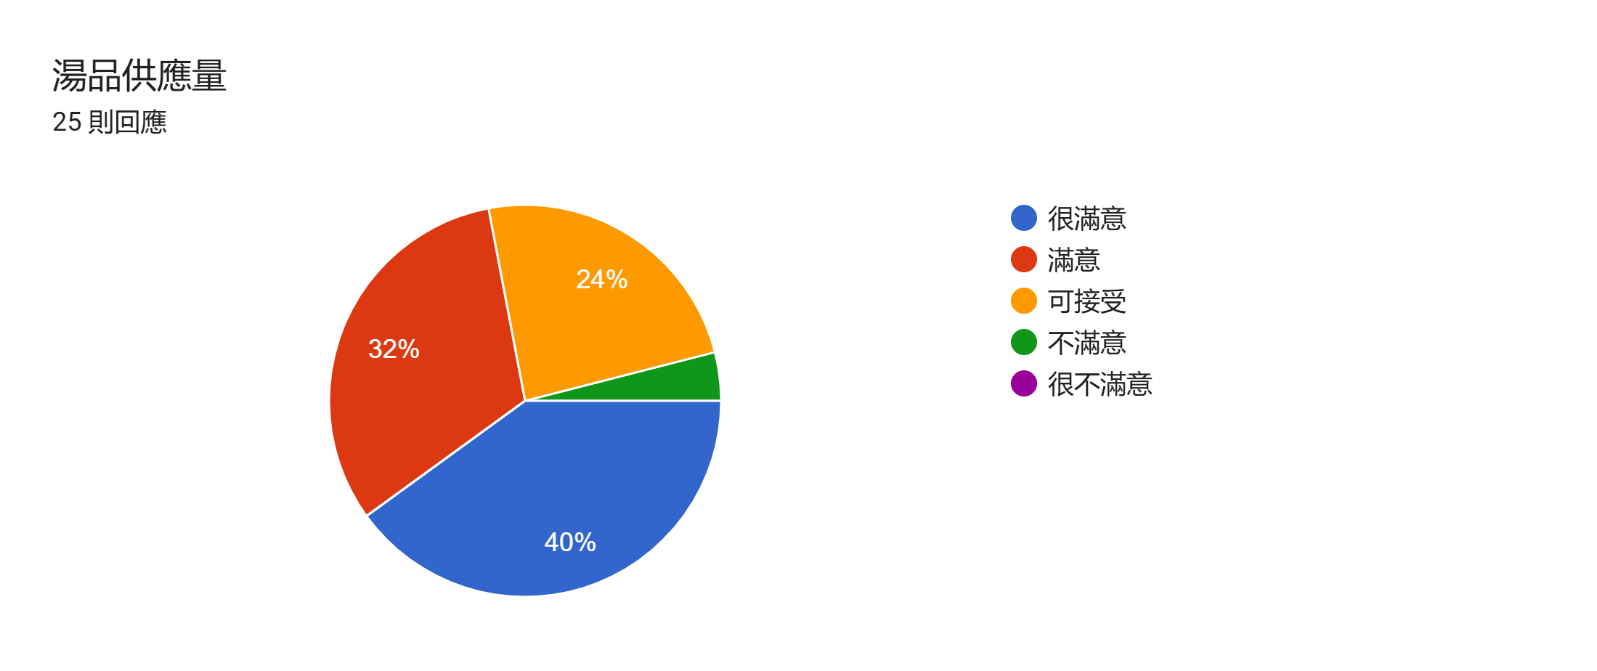 湯品供應量
25 則回應
24%
32%
40%
很滿意
滿意
可接受
不滿意
很不滿意